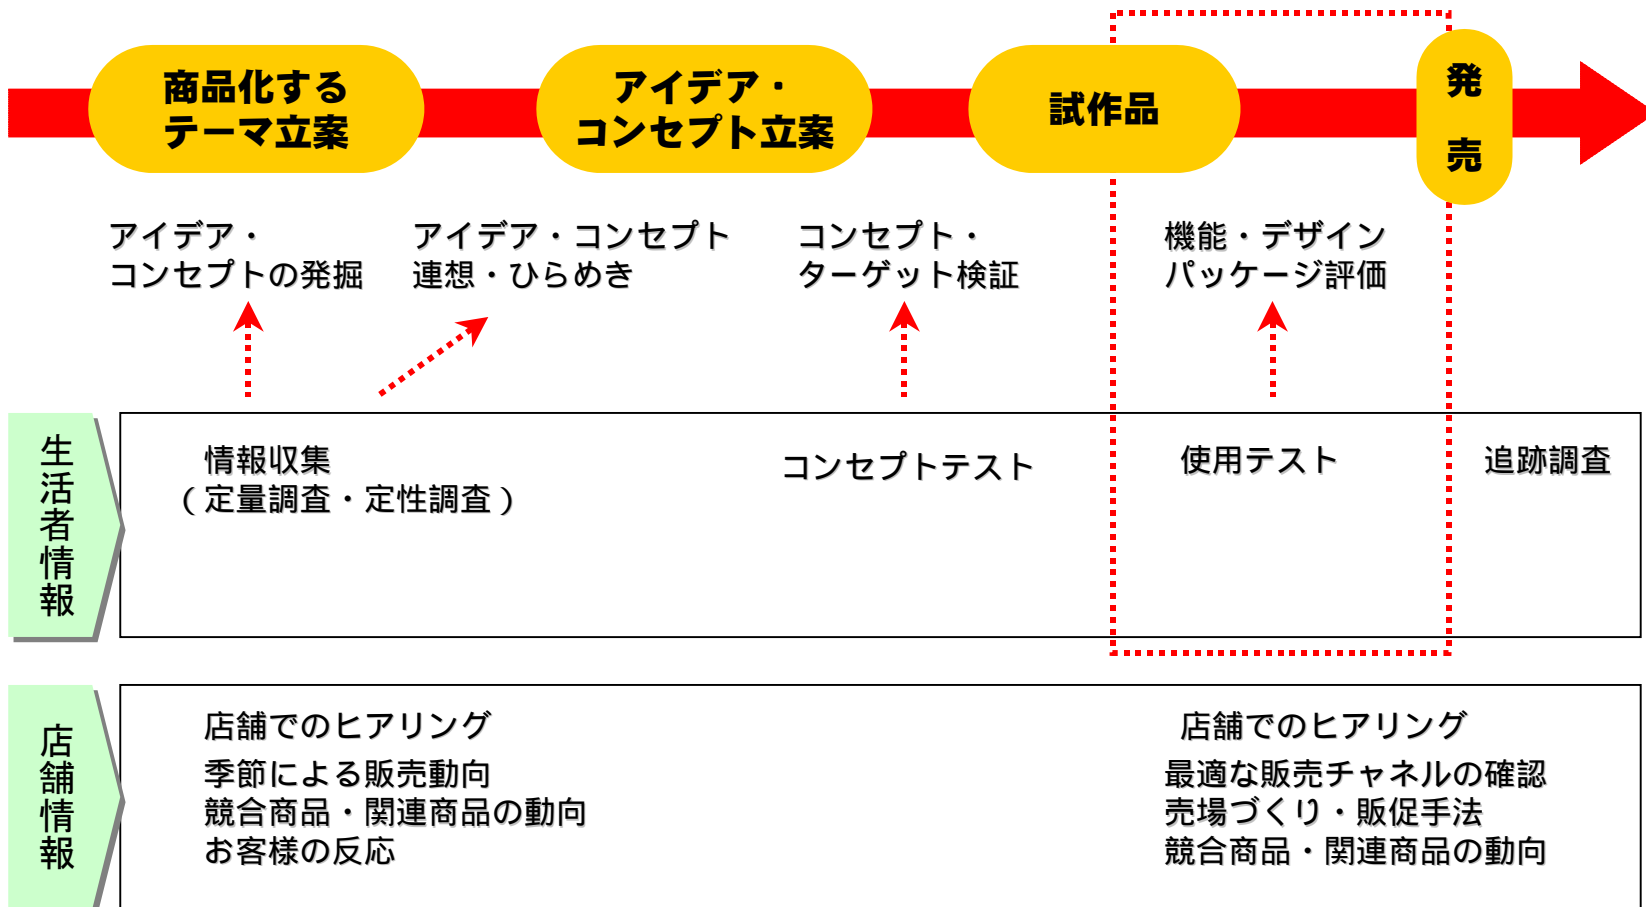 商品化する
テーマ立案
アイデア・
コンセプト立案
試作品
発売
アイデア・
コンセプトの発掘
アイデア・コンセプト
連想・ひらめき
コンセプト・
ターゲット検証
機能・デザイン
パッケージ評価
生活者情報
情報収集
（定量調査・定性調査）
コンセプトテスト
使用テスト
追跡調査
店舗情報
店舗でのヒアリング
季節による販売動向
競合商品・関連商品の動向
お客様の反応
店舗でのヒアリング
最適な販売チャネルの確認
売場づくり・販促手法
競合商品・関連商品の動向